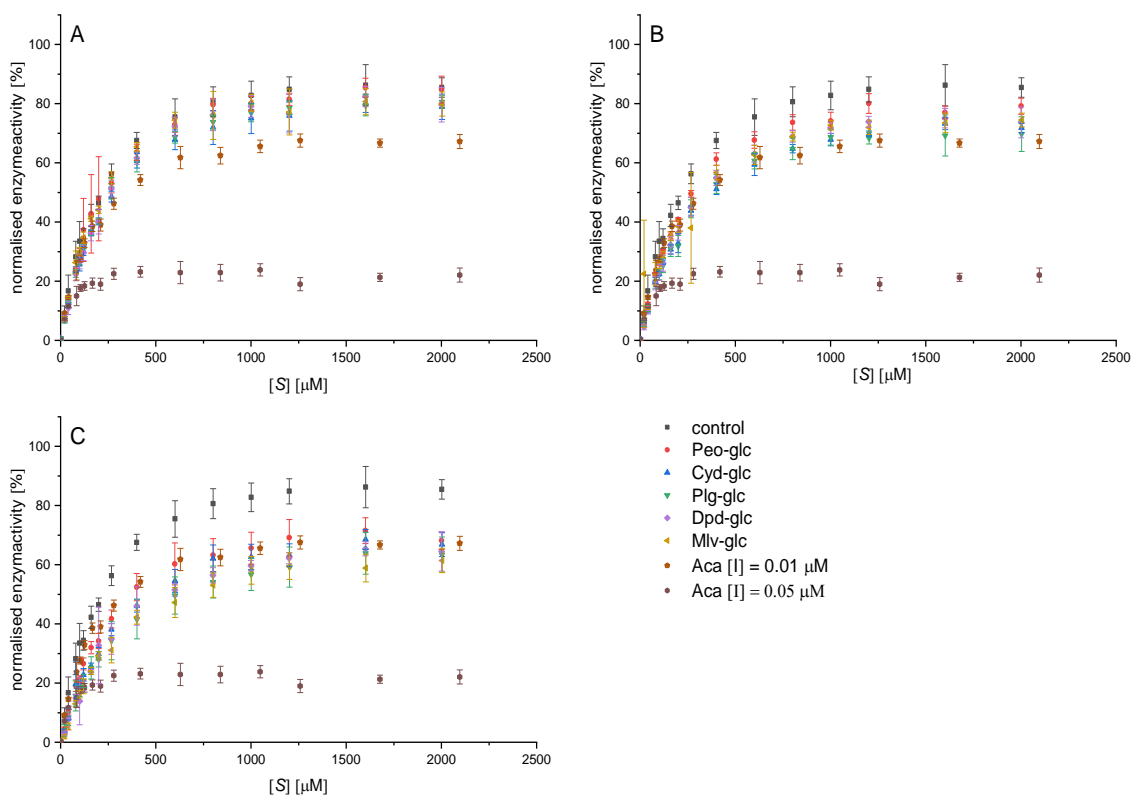 A
normalised enzymeactivity [%]
100
80
60
40
20
0
0 500 1000 1500 2000 2500
[S] [μM]
B
normalised enzymeactivity [%]
100
80
60
40
20
0
0 500 1000 1500 2000 2500
[S] [μM]
C
normalised enzymactivity [%]
100
80
60
40
20
0
0 500 1000 1500 2000 2500
[S] [μM]
control
Peo-glc
Cyd-glc
Plg-glc
Dpd-glc
Mlv-glc
Aca [I] = 0.01 μM
Aca [I] = 0.05 μM